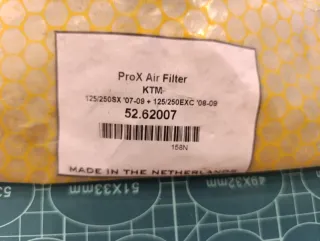 ProX Air Filter
KTM
125/250SX '07-09 + 125/250EXC '08-09
52.62007
158N
MADE IN THE NETHERLANDS
51X33mm
49X32mm